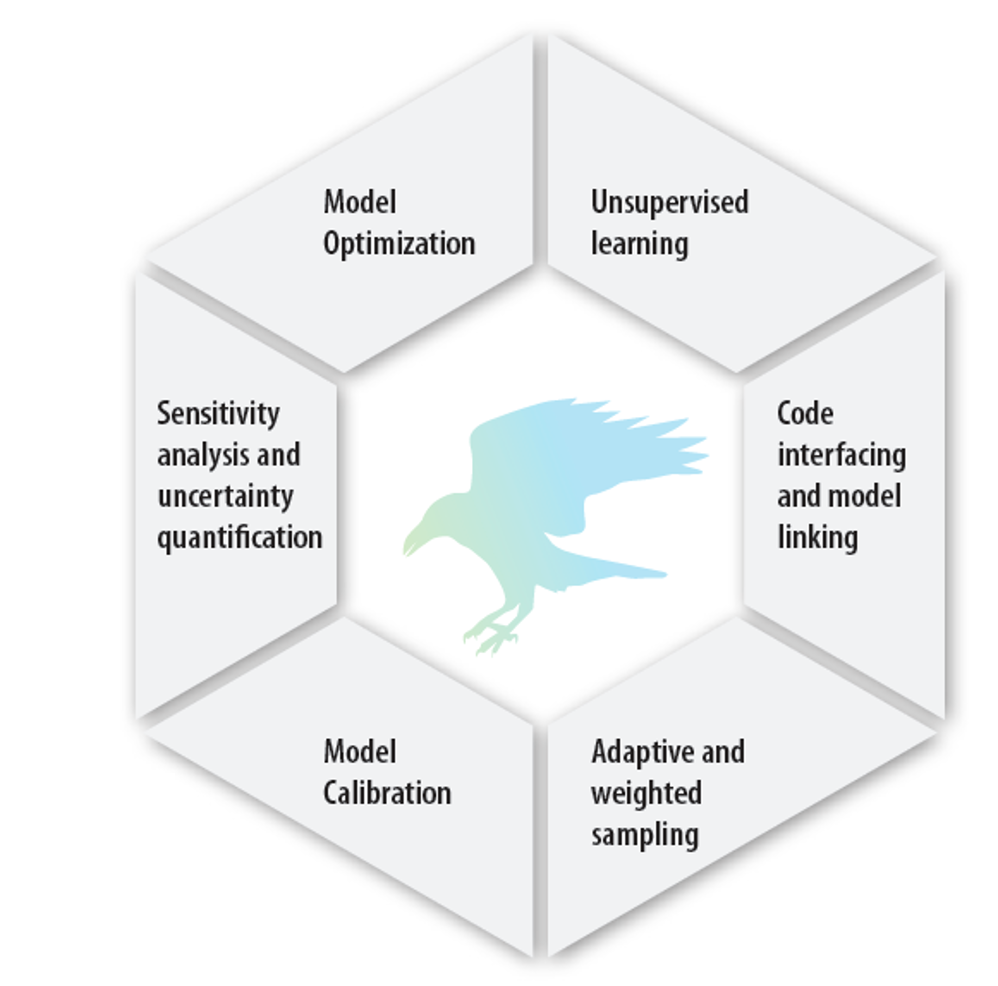 Model
Optimization
Unsupervised
learning
Sensitivity
analysis and
uncertainty
quantification
Code
interfacing
and model
linking
Model
Calibration
Adaptive and
weighted
sampling